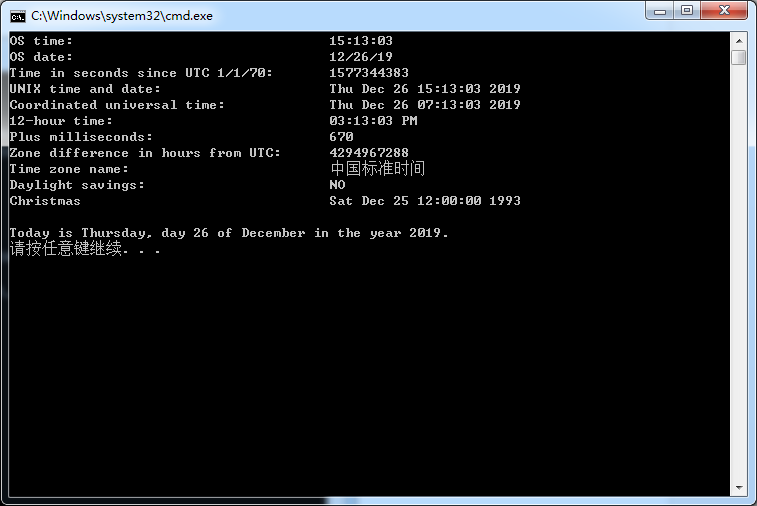 C:\Windows\system32\cmd.exe
OS time: 15:13:03
OS date: 12/26/19
Time in seconds since UTC 1/1/70: 1577344383
UNIX time and date: Thu Dec 26 15:13:03 2019
Coordinated universal time: Thu Dec 26 07:13:03 2019
12-hour time: 03:13:03 PM
Plus milliseconds: 670
Zone difference in hours from UTC: 4294967288
Time zone name: 中国标准时间
Daylight savings: NO
Christmas Sat Dec 25 12:00:00 1993
Today is Thursday, day 26 of December in the year 2019.
请按任意键继续. . .